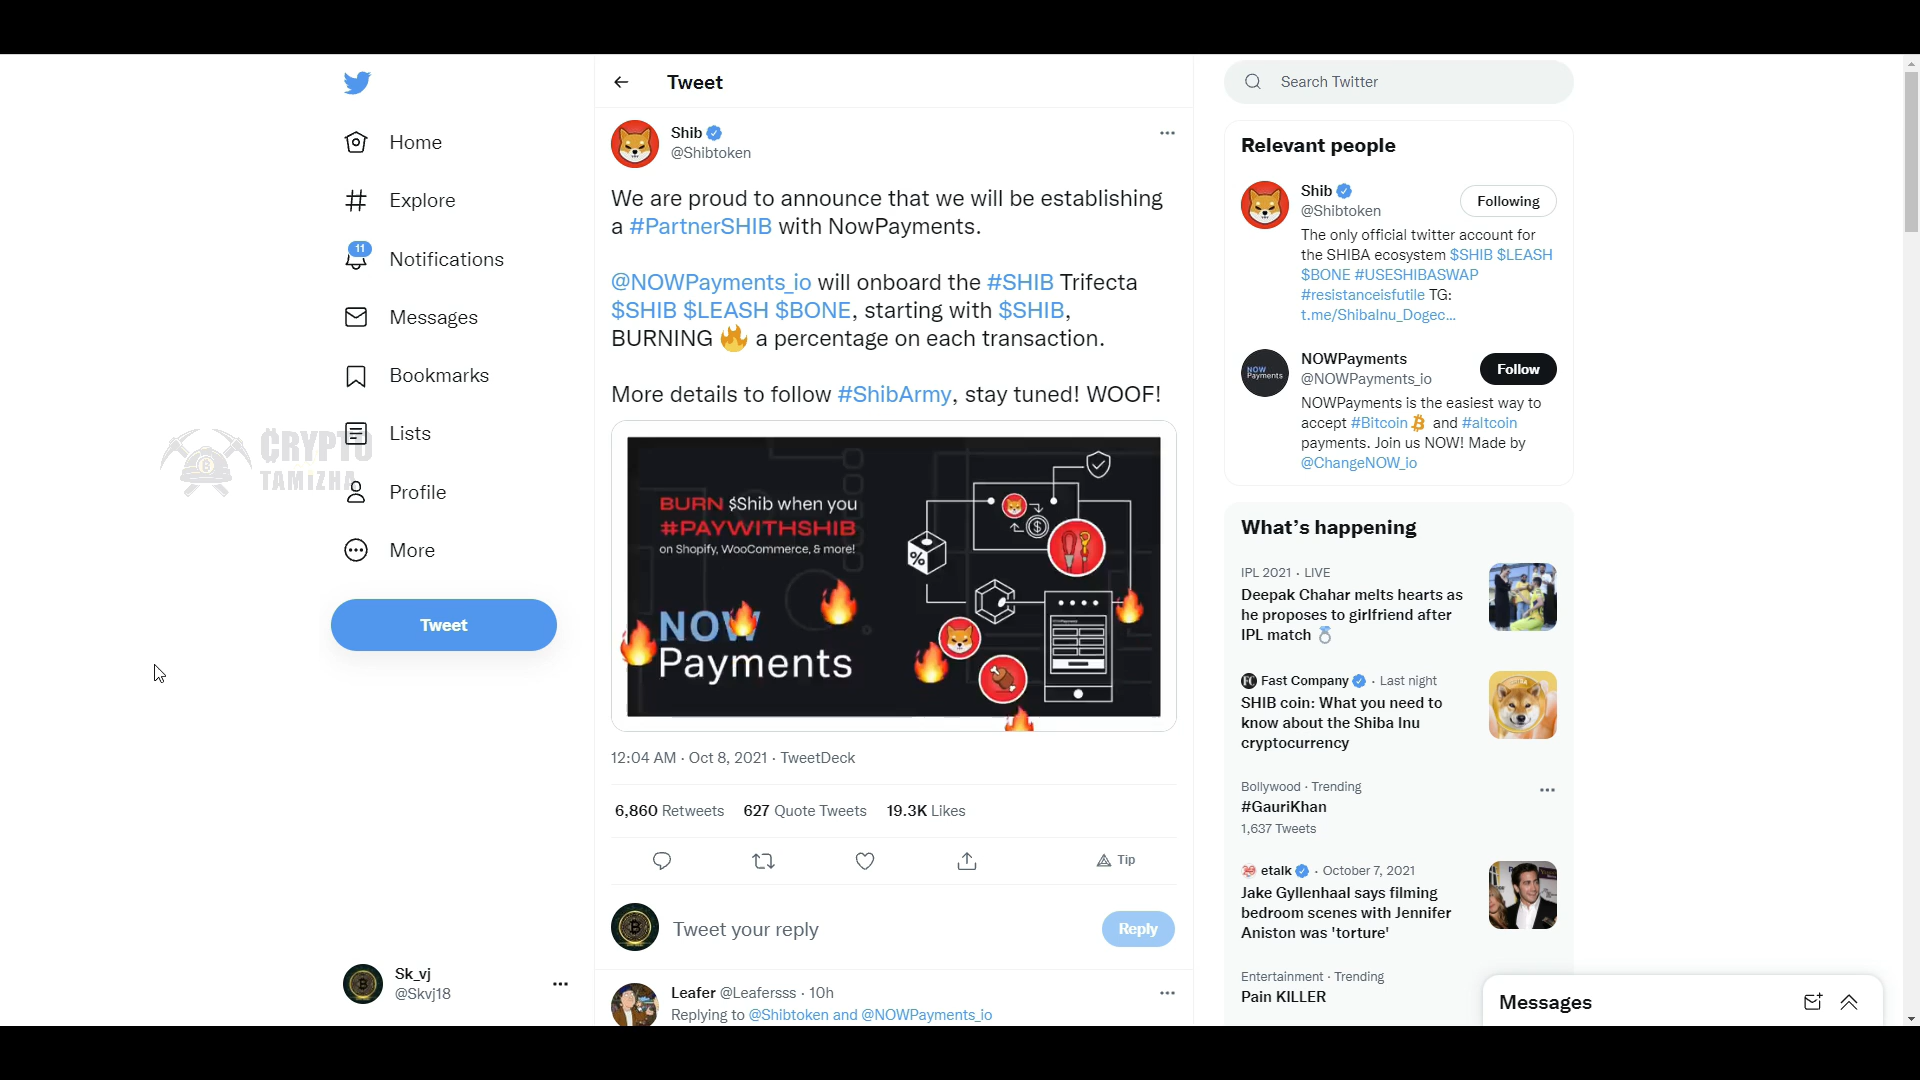 Home
Explore
11
Notifications
Messages
Bookmarks
Lists
CRYPTO
TAMIZHA
Profile
More
Tweet
Sk_vj
@Skvj18
Tweet
Shib
@Shibtoken
We are proud to announce that we will be establishing
a #PartnerSHIB with NowPayments.
@NOWPayments_io will onboard the #SHIB Trifecta
$SHIB $LEASH $BONE, starting with $SHIB,
BURNING 🔥 a percentage on each transaction.
More details to follow #ShibArmy, stay tuned! WOOF!
BURN $Shib when you
#PAYWITHSHIB
on Shopify, WooCommerce, & more!
NOW
Payments
%
$
12:04 AM · Oct 8, 2021 · TweetDeck
6,860 Retweets 627 Quote Tweets 19.3K Likes
Tip
Tweet your reply
Reply
Leafer @Leafersss · 10h
Replying to @Shibtoken and @NOWPayments_io
Search Twitter
Relevant people
Shib
@Shibtoken
Following
The only official twitter account for
the SHIBA ecosystem $SHIB $LEASH
$BONE #USESHIBASWAP
#resistanceisfutile TG:
t.me/ShibaInu_Dogec...
NOW
Payments
NOWPayments
@NOWPayments_io
Follow
NOWPayments is the easiest way to
accept #Bitcoin and #altcoin
payments. Join us NOW! Made by
@ChangeNOW_io
What's happening
IPL 2021 · LIVE
Deepak Chahar melts hearts as
he proposes to girlfriend after
IPL match 💍
FC Fast Company · Last night
SHIB coin: What you need to
know about the Shiba Inu
cryptocurrency
Bollywood · Trending
#GauriKhan
1,637 Tweets
etalk · October 7, 2021
Jake Gyllenhaal says filming
bedroom scenes with Jennifer
Aniston was 'torture'
Entertainment · Trending
Pain KILLER
Messages